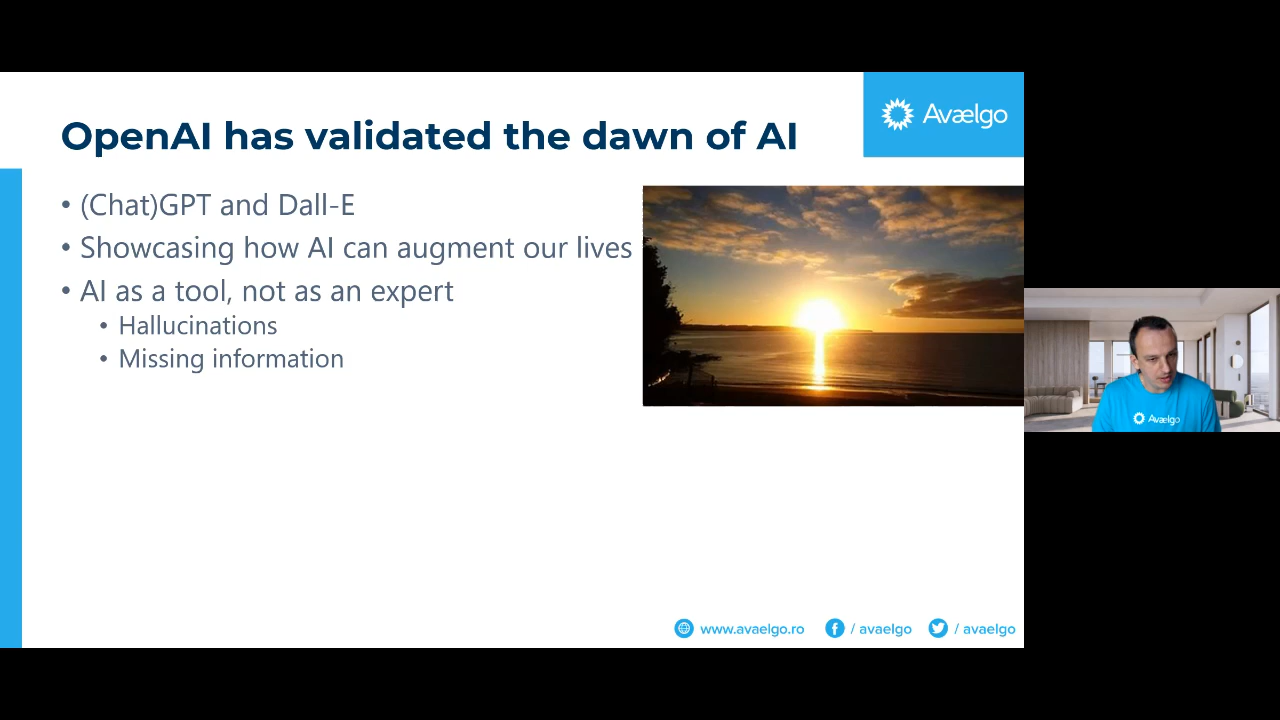 OpenAI has validated the dawn of AI
Avaelgo
• (Chat)GPT and Dall-E
• Showcasing how AI can augment our lives
• AI as a tool, not as an expert
• Hallucinations
• Missing information
Avaelgo
www.avaelgo.ro / avaelgo / avaelgo